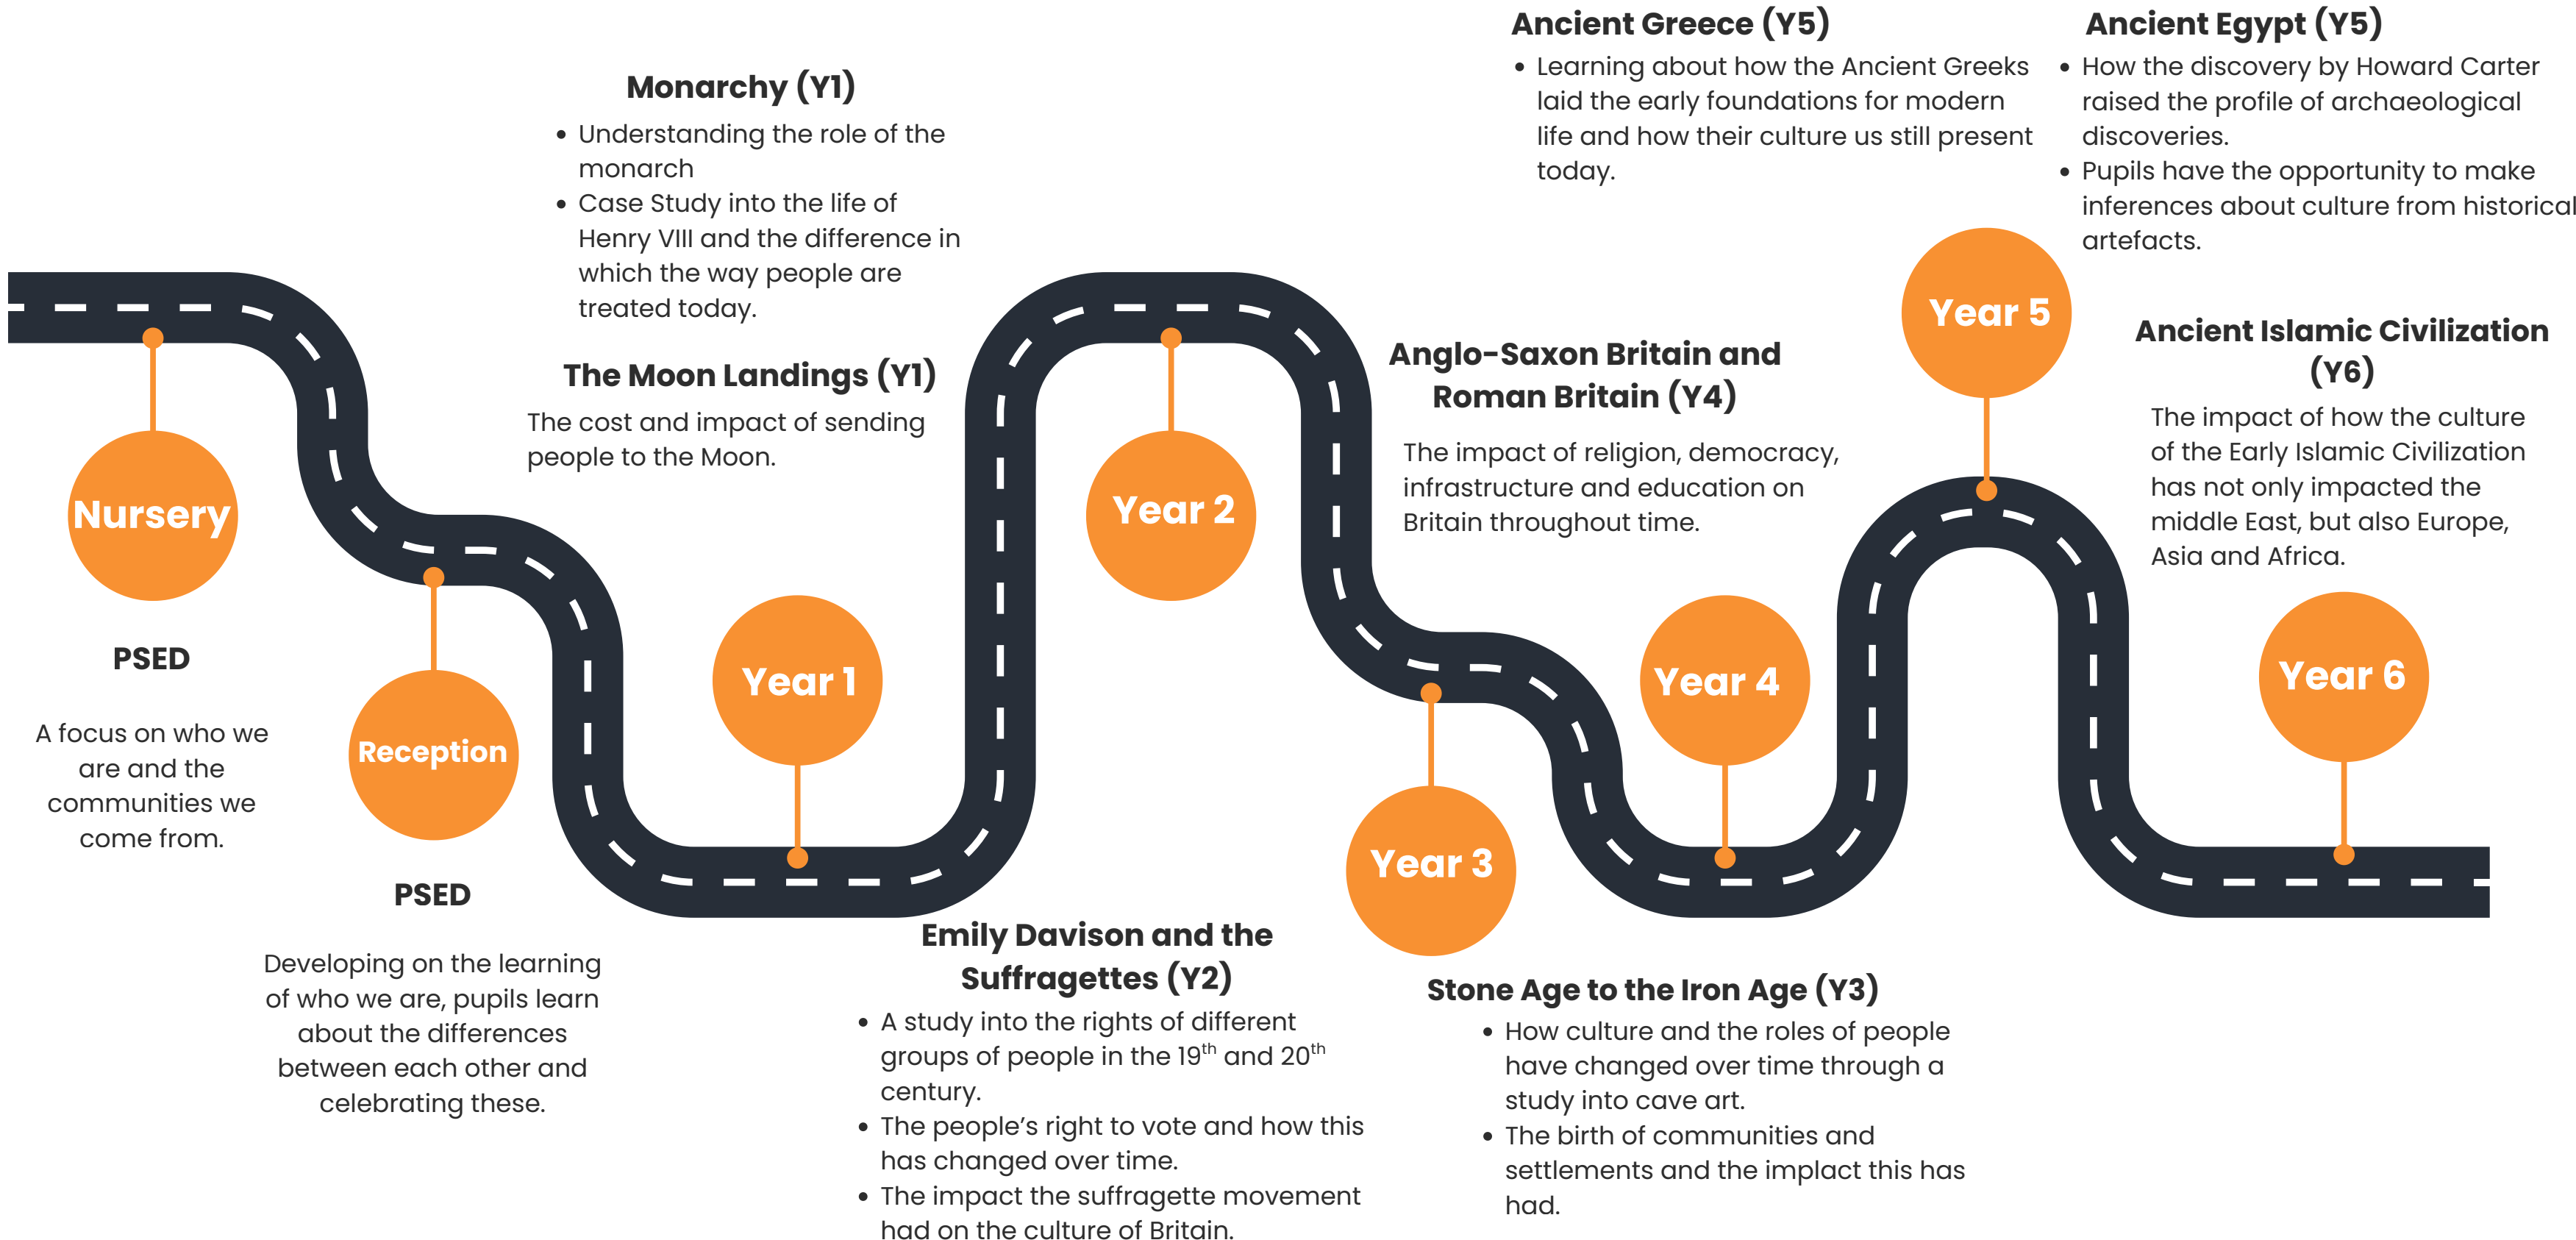 Nursery
PSED
A focus on who we
are and the
communities we
come from.
Reception
PSED
Developing on the learning
of who we are, pupils learn
about the differences
between each other and
celebrating these.
Monarchy (Y1)
• Understanding the role of the
monarch
• Case Study into the life of
Henry VIII and the difference in
which the way people are
treated today.
The Moon Landings (Y1)
The cost and impact of sending
people to the Moon.
Year 1
Year 2
Emily Davison and the
Suffragettes (Y2)
• A study into the rights of different
groups of people in the 19th and 20th
century.
• The people’s right to vote and how this
has changed over time.
• The impact the suffragette movement
had on the culture of Britain.
Year 3
Stone Age to the Iron Age (Y3)
• How culture and the roles of people
have changed over time through a
study into cave art.
• The birth of communities and
settlements and the implact this has
had.
Anglo-Saxon Britain and
Roman Britain (Y4)
The impact of religion, democracy,
infrastructure and education on
Britain throughout time.
Year 4
Ancient Greece (Y5)
• Learning about how the Ancient Greeks
laid the early foundations for modern
life and how their culture us still present
today.
Ancient Egypt (Y5)
• How the discovery by Howard Carter
raised the profile of archaeological
discoveries.
• Pupils have the opportunity to make
inferences about culture from historical
artefacts.
Year 5
Ancient Islamic Civilization
(Y6)
The impact of how the culture
of the Early Islamic Civilization
has not only impacted the
middle East, but also Europe,
Asia and Africa.
Year 6